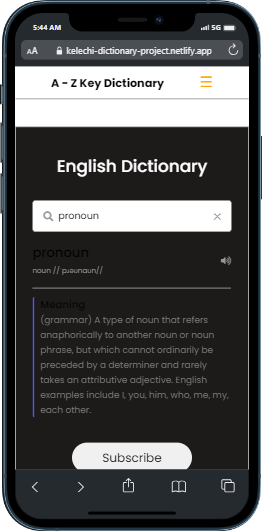 5:44 AM
5G
AA kelechi-dictionary-project.netlify.app
A - Z Key Dictionary
English Dictionary
pronoun
pronoun
noun // pɹəʊnaʊn//
Meaning
(grammar) A type of noun that refers
anaphorically to another noun or noun
phrase, but which cannot ordinarily be
preceded by a determiner and rarely
takes an attributive adjective. English
examples include I, you, him, who, me, my,
each other.
Subscribe